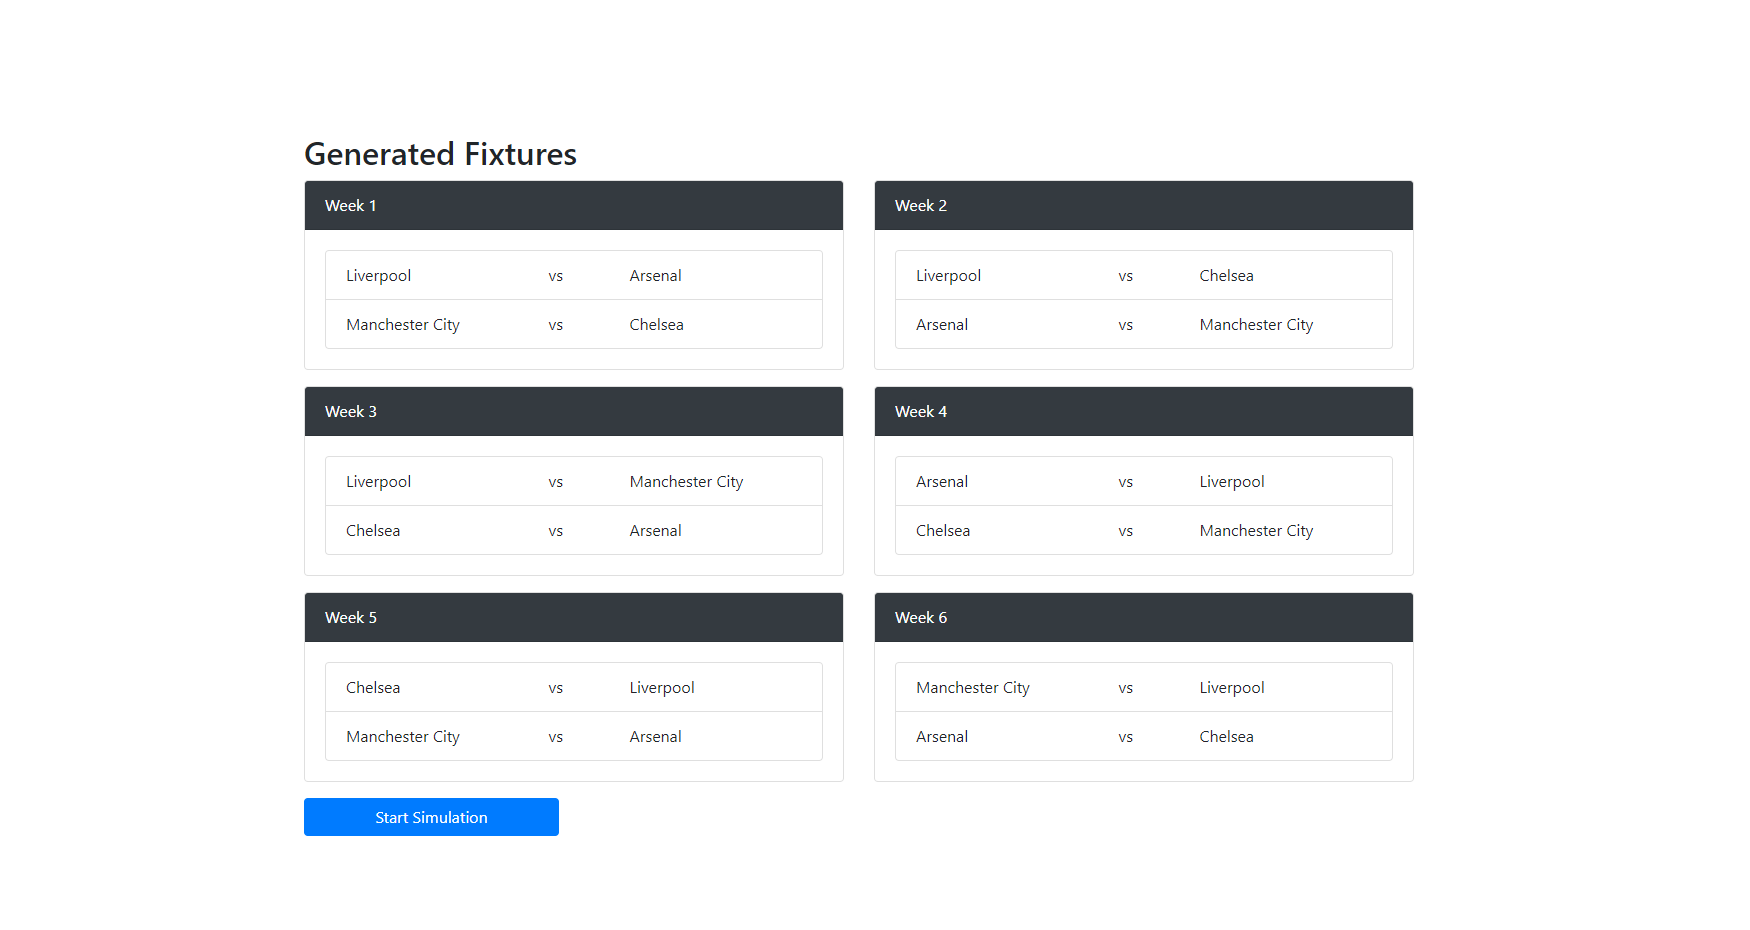 Generated Fixtures
Week 1
Liverpool vs Arsenal
Manchester City vs Chelsea
Week 2
Liverpool vs Chelsea
Arsenal vs Manchester City
Week 3
Liverpool vs Manchester City
Chelsea vs Arsenal
Week 4
Arsenal vs Liverpool
Chelsea vs Manchester City
Week 5
Chelsea vs Liverpool
Manchester City vs Arsenal
Week 6
Manchester City vs Liverpool
Arsenal vs Chelsea
Start Simulation